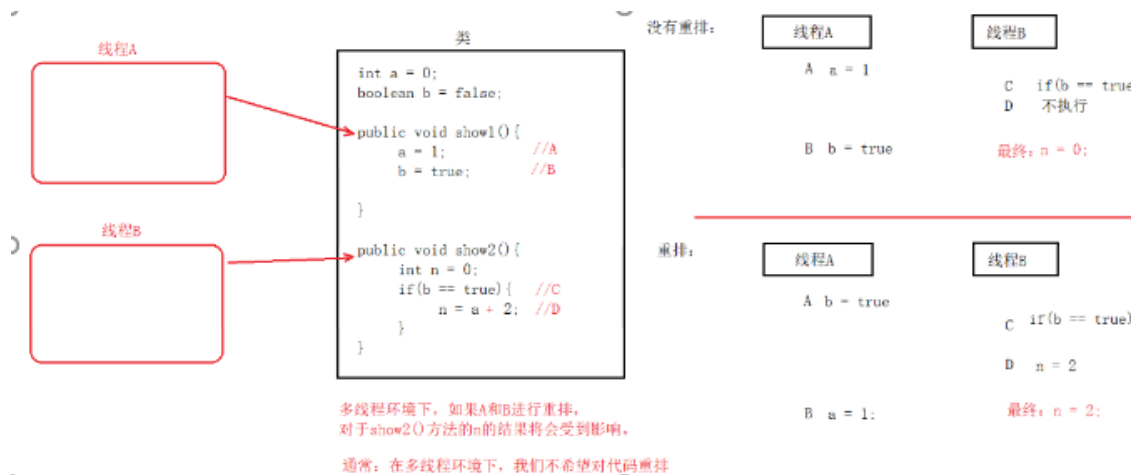 线程A
类
int a = 0;
boolean b = false;
public void show1(){
a = 1; //A
b = true; //B
}
线程B
public void show2(){
int n = 0;
if(b == true){ //C
n = a + 2; //D
}
}
多线程环境下，如果A和B进行重排，
对于show2()方法的n的结果将会受到影响。
通常：在多线程环境下，我们不希望对代码重排
没有重排：
线程A
线程B
A a = 1
C if(b == true
D 不执行
B b = true
最终：n = 0;
重排：
线程A
线程B
A b = true
C if(b == true)
D n = 2
B a = 1;
最终：n = 2;